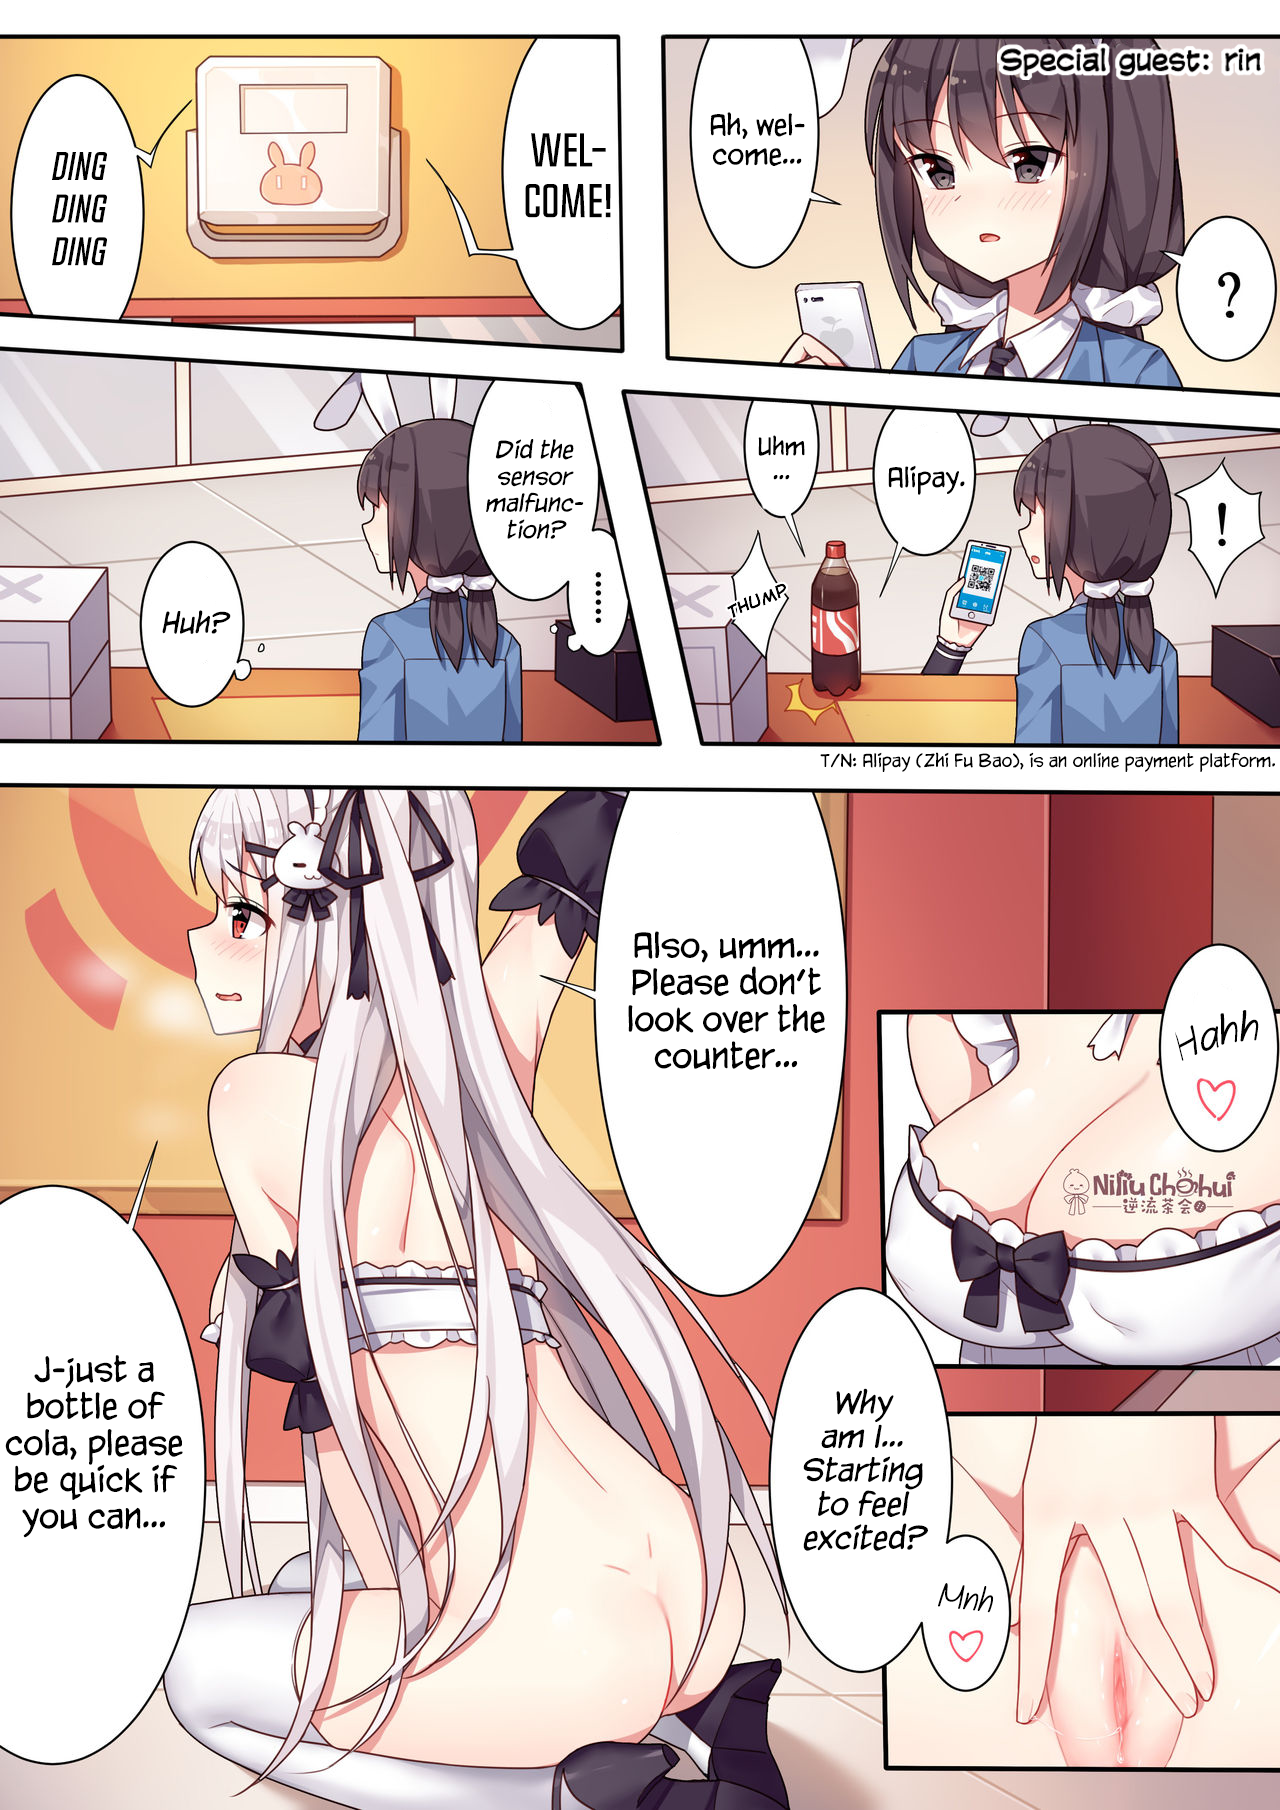 Special guest: rin
DING
DING
DING
WEL-
COME!
Ah, wel-
come...
?
Did the
sensor
malfunc-
tion?
......
Huh?
Uhm
...
Alipay.
!
THUMP
T/N: Alipay (Zhi Fu Bao), is an online payment platform.
Also, umm...
Please don't
look over the
counter...
Hahh
♡
Niliu Chahui
逆流茶会
J-just a
bottle of
cola, please
be quick if
you can...
Why
am I...
Starting
to feel
excited?
Mnh
♡